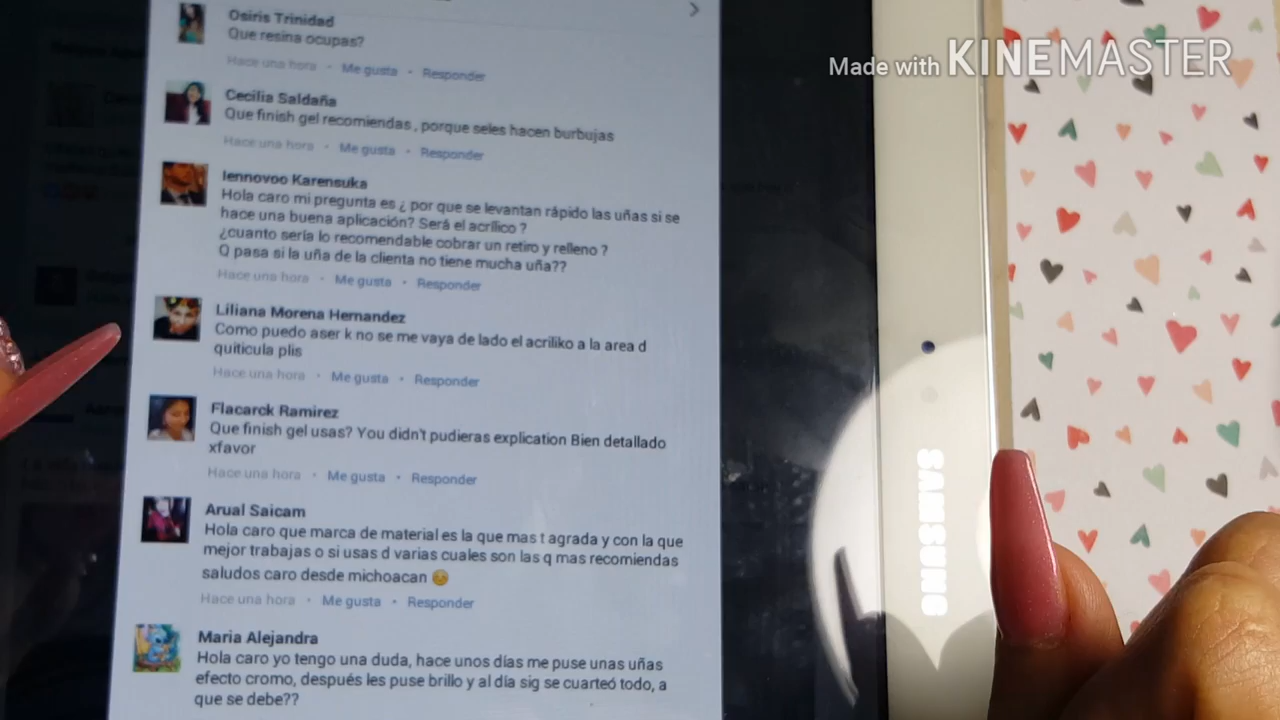 Osiris Trinidad
Que resina ocupas?
Hace una hora · Me gusta · Responder
Cecilia Saldaña
Que finish gel recomiendas , porque seles hacen burbujas
Hace una hora · Me gusta · Responder
Iennovoo Karensuka
Hola caro mi pregunta es ¿ por que se levantan rápido las uñas si se
hace una buena aplicación? Será el acrílico ?
¿cuanto sería lo recomendable cobrar un retiro y relleno ?
Q pasa si la uña de la clienta no tiene mucha uña??
Hace una hora · Me gusta · Responder
Liliana Morena Hernandez
Como puedo aser k no se me vaya de lado el acriliko a la area d
quiticula plis
Hace una hora · Me gusta · Responder
Flacarck Ramirez
Que finish gel usas? You didn't pudieras explication Bien detallado
xfavor
Hace una hora · Me gusta · Responder
Arual Saicam
Hola caro que marca de material es la que mas t agrada y con la que
mejor trabajas o si usas d varias cuales son las q mas recomiendas
saludos caro desde michoacan 😊
Hace una hora · Me gusta · Responder
Maria Alejandra
Hola caro yo tengo una duda, hace unos días me puse unas uñas
efecto cromo, después les puse brillo y al día sig se cuarteó todo, a
que se debe??
Made with KINEMASTER
SAMSUNG